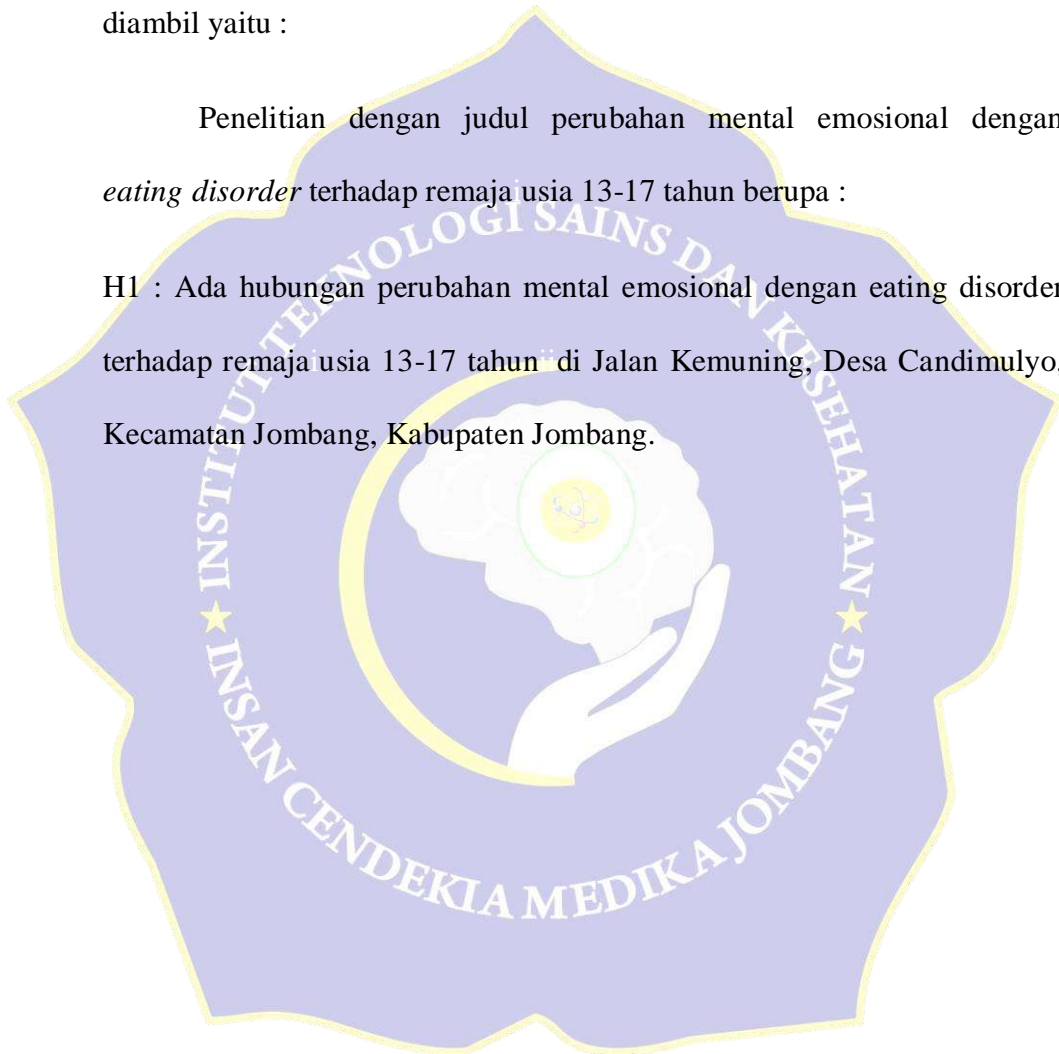 diambil yaitu :
Penelitian dengan judul perubahan mental emosional dengan
eating disorder terhadap remaja usia 13-17 tahun berupa :
H1 : Ada hubungan perubahan mental emosional dengan eating disorder
terhadap remaja usia 13-17 tahun di Jalan Kemuning, Desa Candimulyo,
Kecamatan Jombang, Kabupaten Jombang.
INSTITUT TEKNOLOGI SAINS DAN KESEHATAN
INSAN CENDEKIA MEDIKA JOMBANG